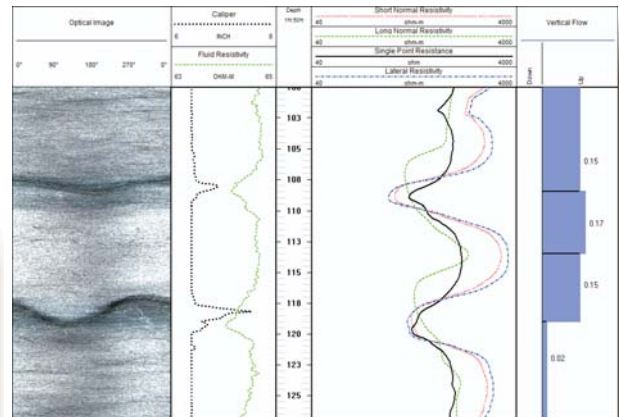 Optical Image
0° 90° 180° 270° 0°
Caliper
6 INCH 8
Fluid Resistivity
63 OHM-M 65
Depth
1ft:50ft
Short Normal Resistivity
40 ohm-m 4000
Long Normal Resistivity
40 ohm-m 4000
Single Point Resistance
40 ohm 4000
Lateral Resistivity
40 ohm-m 4000
Vertical Flow
Down Up
100
103
105
108
110
113
115
118
120
123
125
0.15
0.17
0.15
0.02